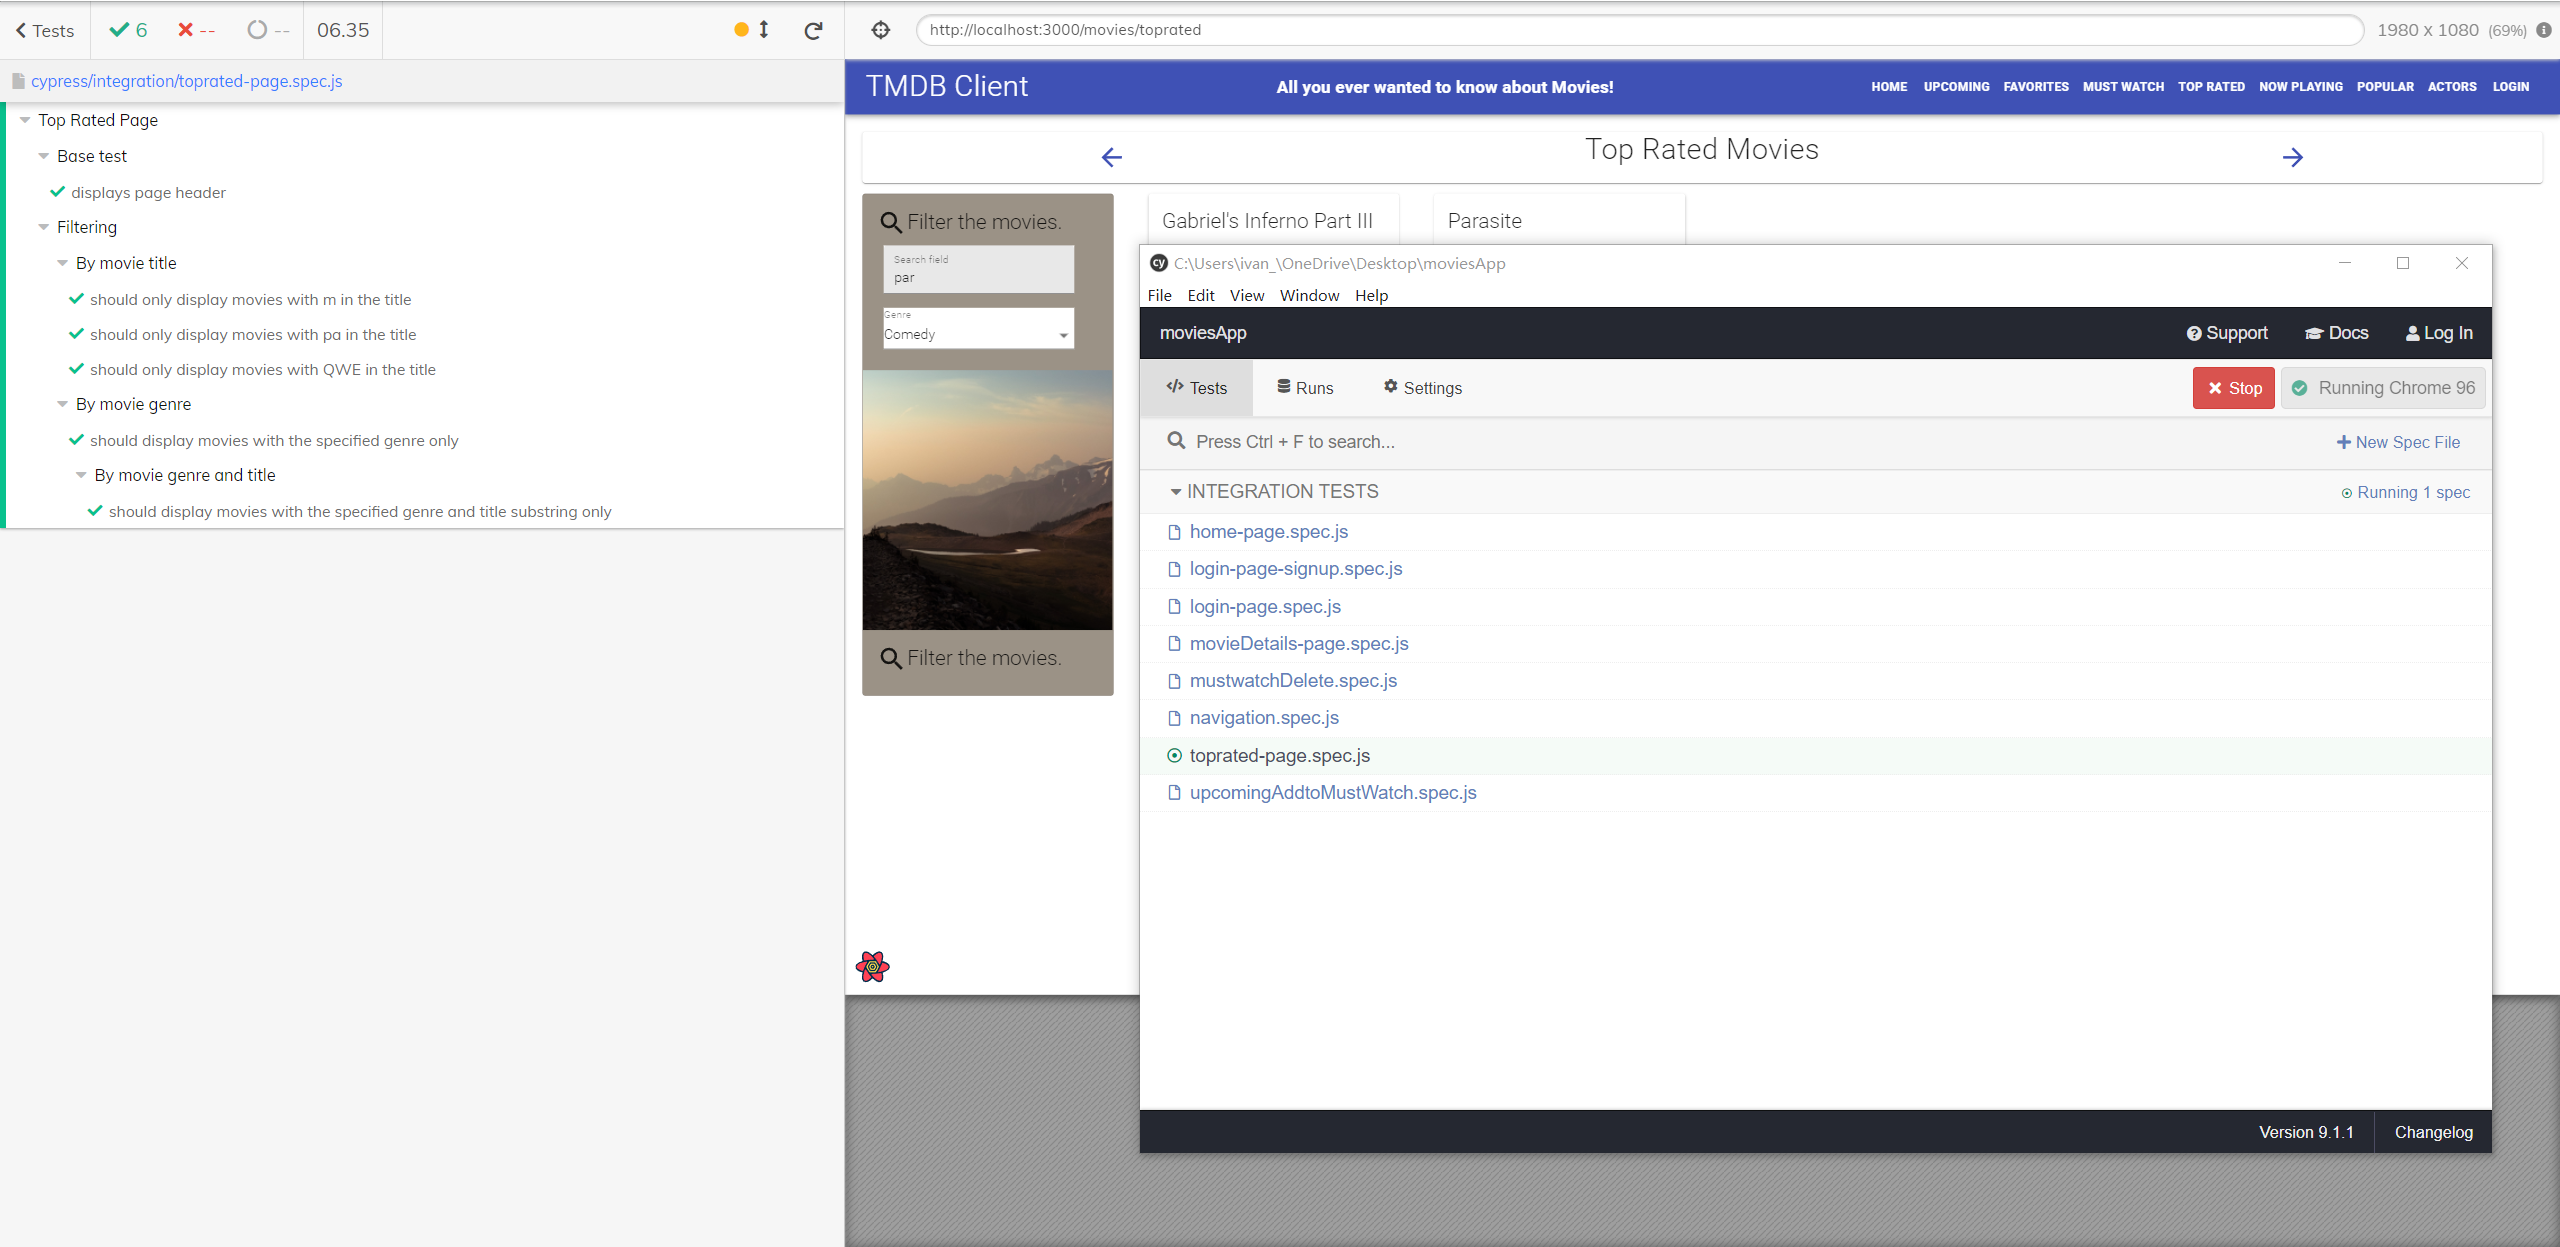 Tests
6
--
--
06.35
cypress/integration/toprated-page.spec.js
Top Rated Page
Base test
displays page header
Filtering
By movie title
should only display movies with m in the title
should only display movies with pa in the title
should only display movies with QWE in the title
By movie genre
should display movies with the specified genre only
By movie genre and title
should display movies with the specified genre and title substring only
http://localhost:3000/movies/toprated
1980 x 1080 (69%)
TMDB Client
All you ever wanted to know about Movies!
HOME UPCOMING FAVORITES MUST WATCH TOP RATED NOW PLAYING POPULAR ACTORS LOGIN
Top Rated Movies
Filter the movies.
Search field
par
Genre
Comedy
Filter the movies.
Gabriel's Inferno Part III
Parasite
cy C:\Users\ivan_\OneDrive\Desktop\moviesApp
File Edit View Window Help
moviesApp
Support Docs Log In
Tests Runs Settings
Stop Running Chrome 96
Press Ctrl + F to search...
New Spec File
INTEGRATION TESTS
Running 1 spec
home-page.spec.js
login-page-signup.spec.js
login-page.spec.js
movieDetails-page.spec.js
mustwatchDelete.spec.js
navigation.spec.js
toprated-page.spec.js
upcomingAddtoMustWatch.spec.js
Version 9.1.1
Changelog